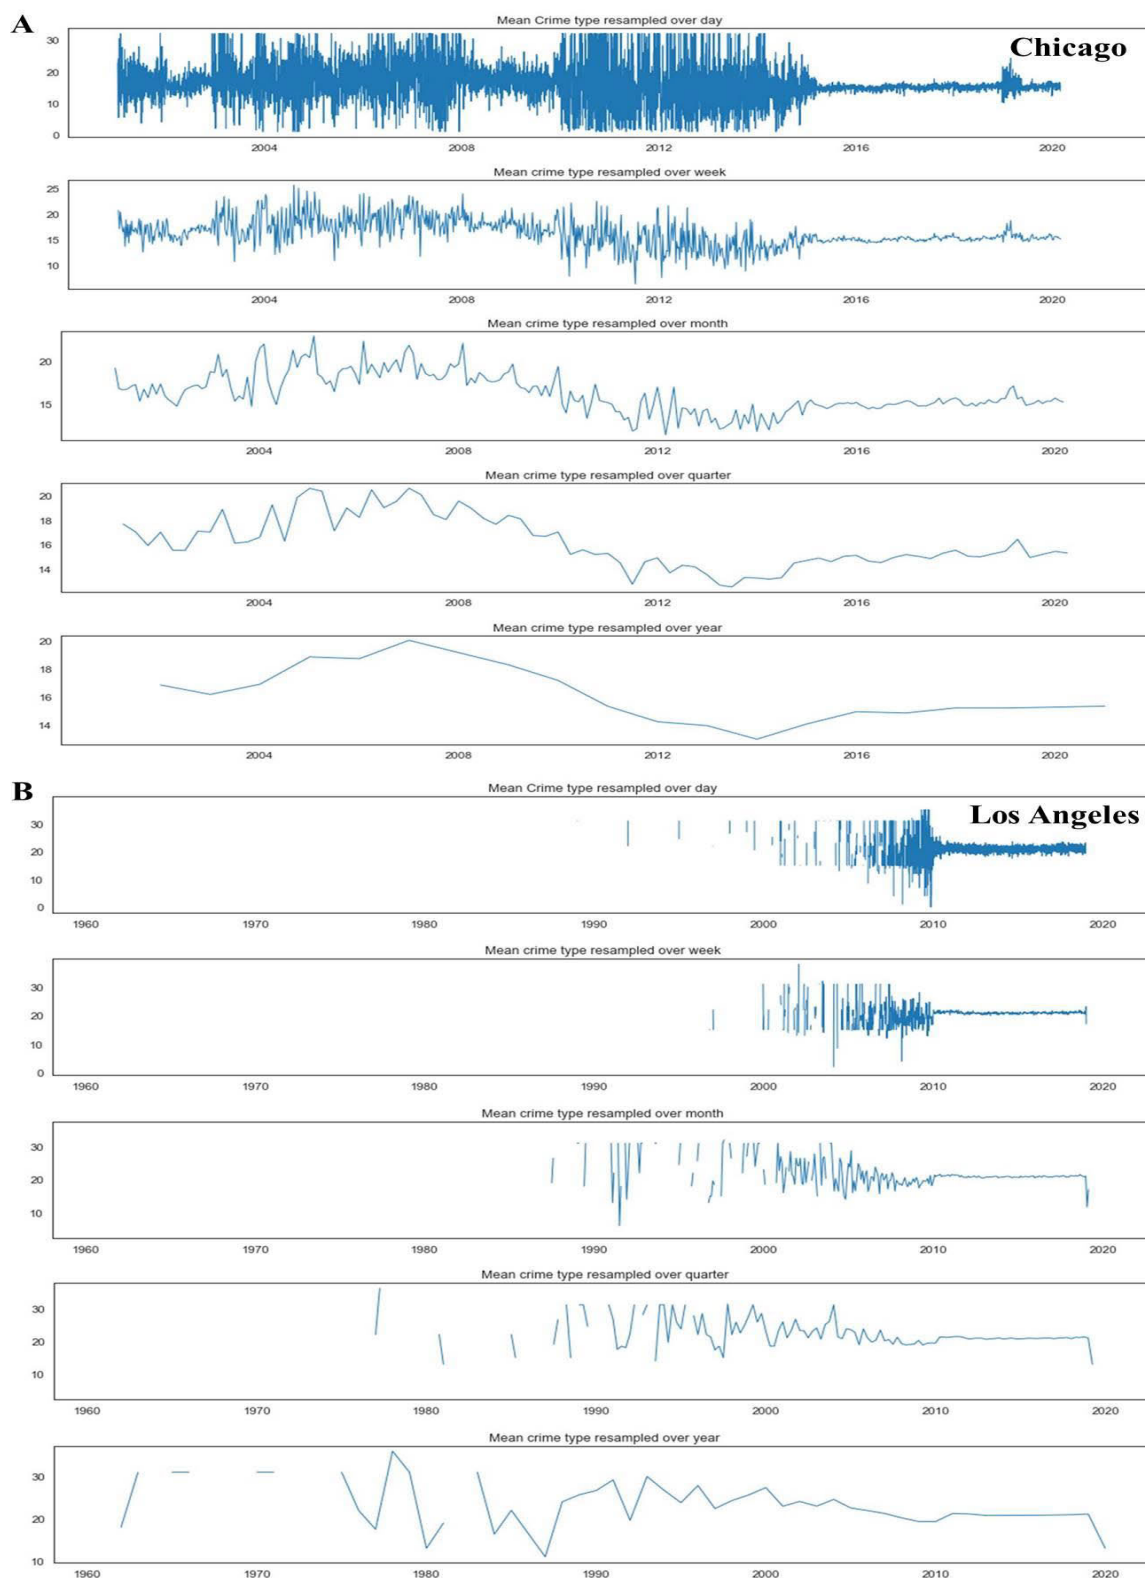 A
Mean Crime type resampled over day
Chicago
30
20
10
0
2004 2008 2012 2016 2020
Mean crime type resampled over week
25
20
15
10
2004 2008 2012 2016 2020
Mean crime type resampled over month
20
15
2004 2008 2012 2016 2020
Mean crime type resampled over quarter
20
18
16
14
2004 2008 2012 2016 2020
Mean crime type resampled over year
20
18
16
14
2004 2008 2012 2016 2020
B
Mean Crime type resampled over day
Los Angeles
30
20
10
0
1960 1970 1980 1990 2000 2010 2020
Mean crime type resampled over week
30
20
10
0
1960 1970 1980 1990 2000 2010 2020
Mean crime type resampled over month
30
20
10
1960 1970 1980 1990 2000 2010 2020
Mean crime type resampled over quarter
30
20
10
1960 1970 1980 1990 2000 2010 2020
Mean crime type resampled over year
30
20
10
1960 1970 1980 1990 2000 2010 2020